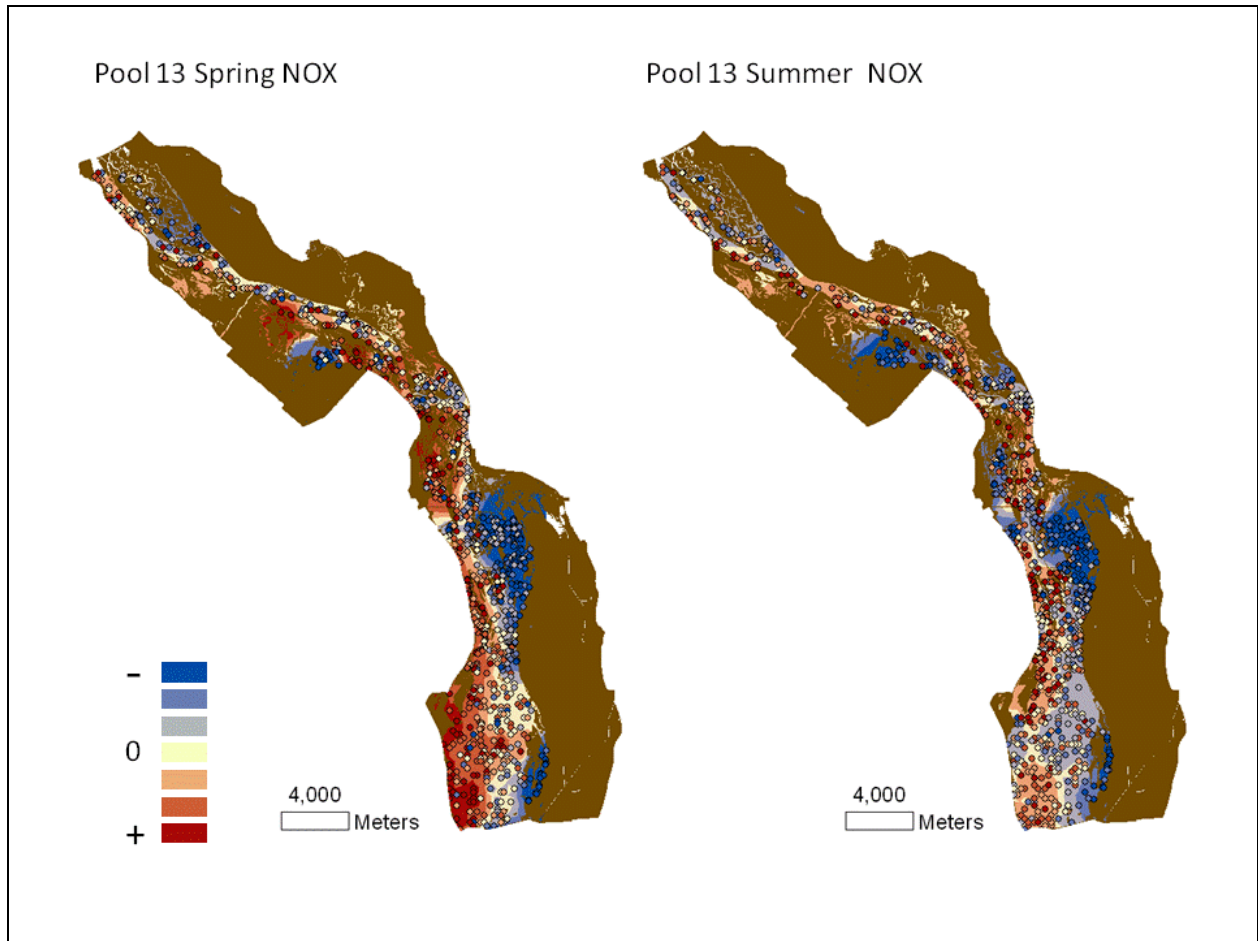 Pool 13 Spring NOX
Pool 13 Summer NOX
-
0
+
4,000
Meters
4,000
Meters